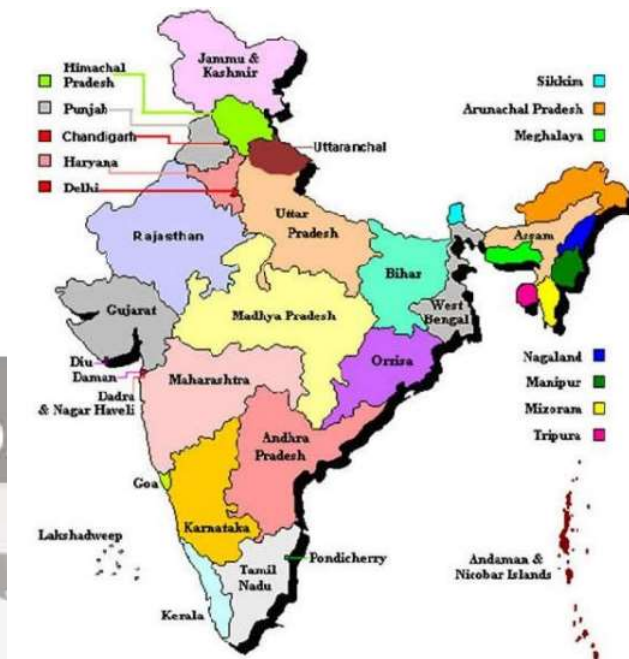 Jammu &
Kashmir
Himachal
Pradesh
Punjab
Chandigarh
Haryana
Delhi
Uttaranchal
Sikkim
Arunachal Pradesh
Meghalaya
Rajasthan
Uttar
Pradesh
Bihar
Assam
Gujarat
Madhya Pradesh
West
Bengal
Diu
Daman
Dadra
& Nagar Haveli
Maharashtra
Orrisa
Nagaland
Manipur
Mizoram
Tripura
Andhra
Pradesh
Goa
Karnataka
Lakshadweep
Pondicherry
Tamil
Nadu
Kerala
Andaman &
Nicobar Islands